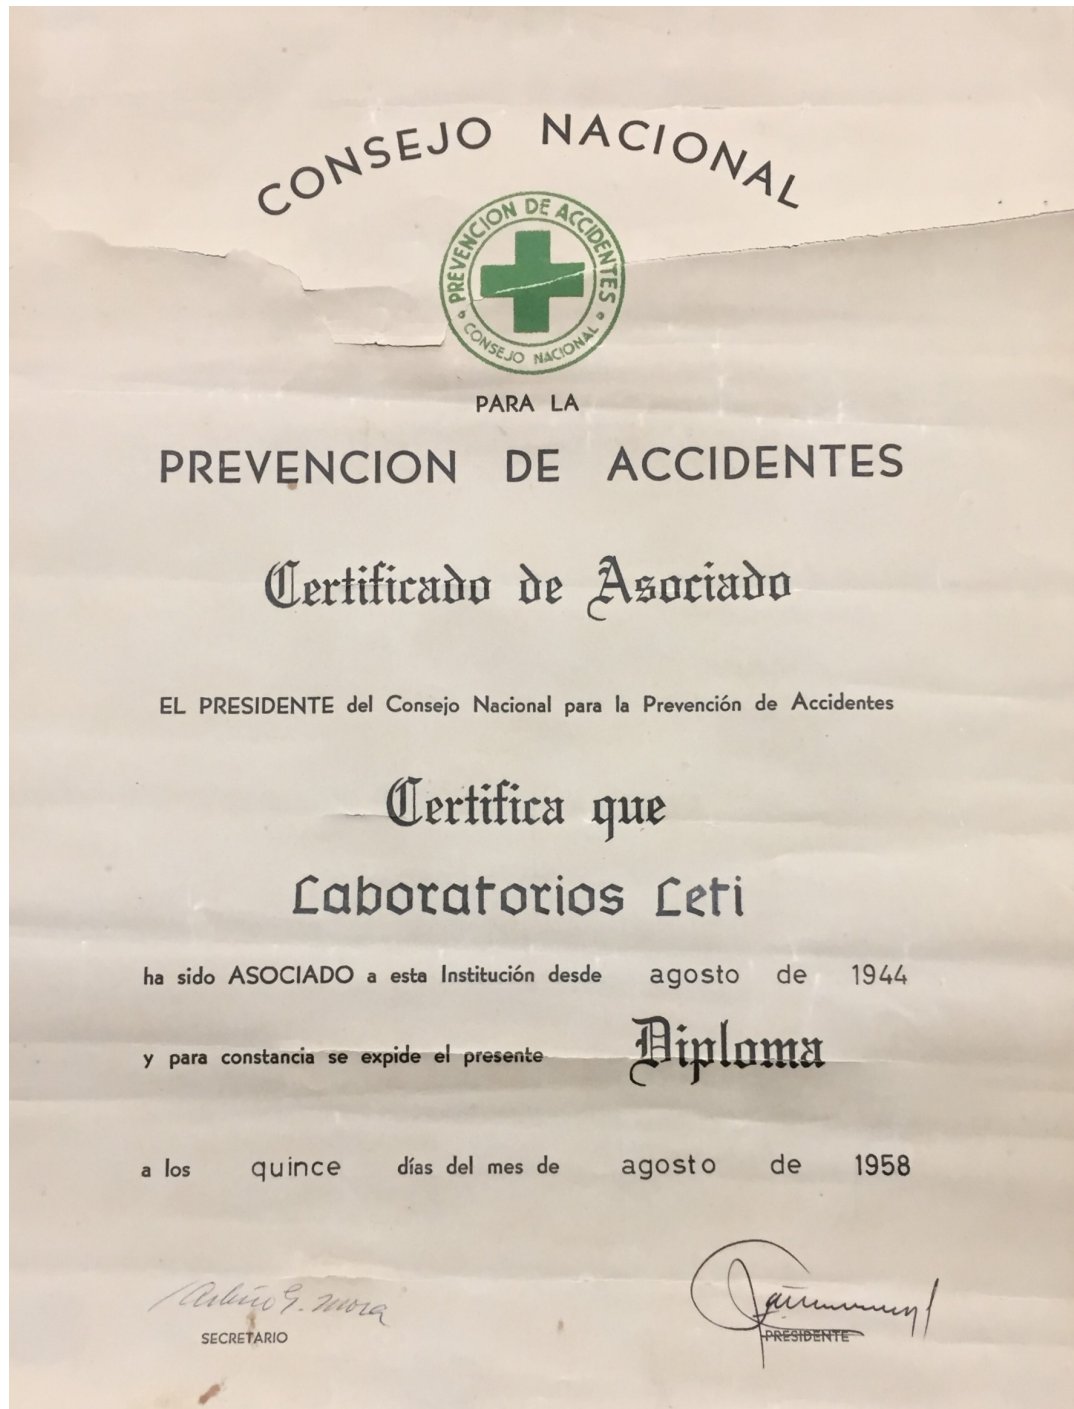 CONSEJO NACIONAL
PREVENCION DE ACCIDENTES
CONSEJO NACIONAL
PARA LA
PREVENCION DE ACCIDENTES
Certificado de Asociado
EL PRESIDENTE del Consejo Nacional para la Prevención de Accidentes
Certifica que
Laboratorios Leti
ha sido ASOCIADO a esta Institución desde agosto de 1944
y para constancia se expide el presente Diploma
a los quince días del mes de agosto de 1958
G. Mora
SECRETARIO
PRESIDENTE